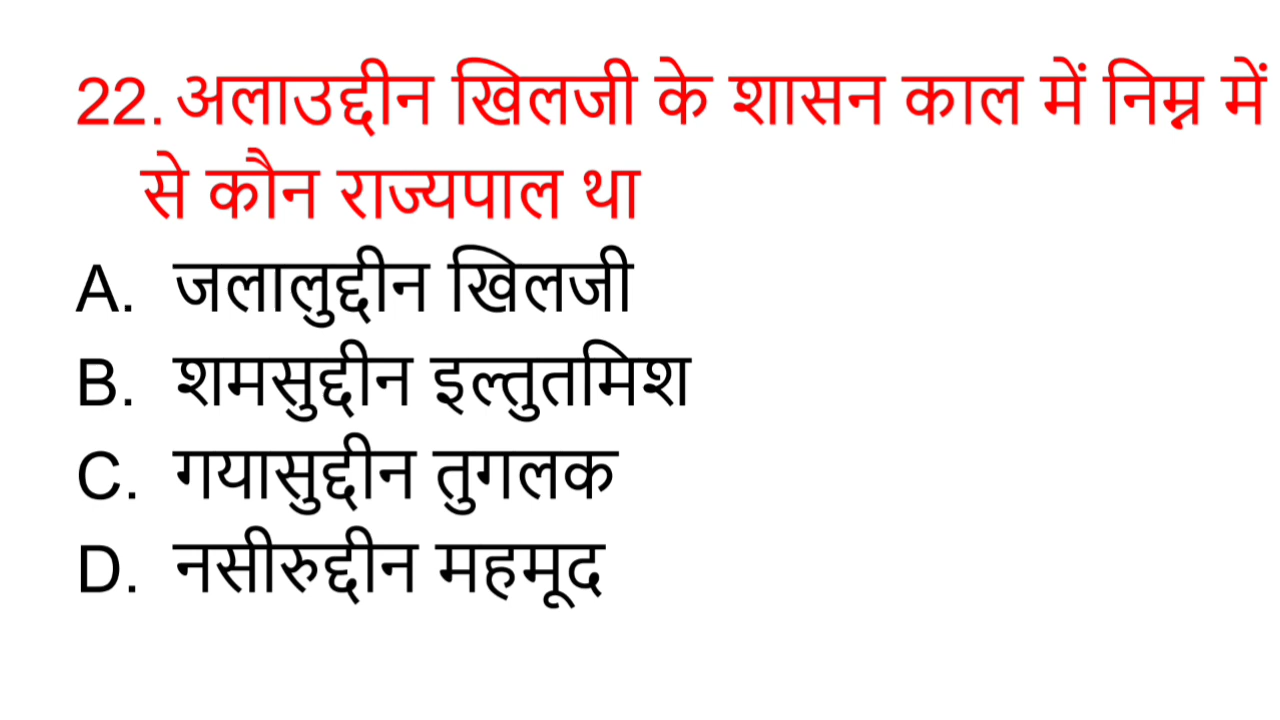 22. अलाउद्दीन खिलजी के शासन काल में निम्न में
से कौन राज्यपाल था
A. जलालुद्दीन खिलजी
B. शमसुद्दीन इल्तुतमिश
C. गयासुद्दीन तुगलक
D. नसीरुद्दीन महमूद